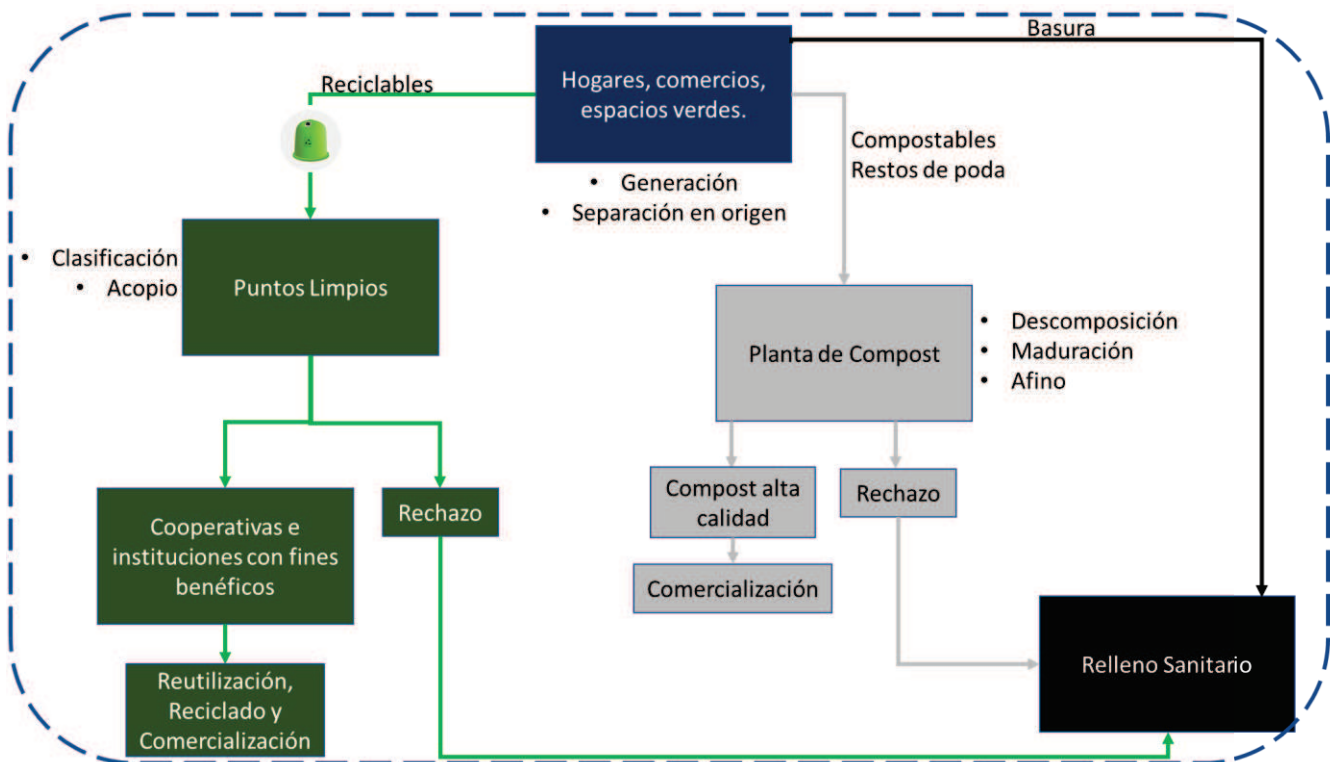 Basura
Hogares, comercios,
espacios verdes.
Reciclables
Compostables
Restos de poda
• Generación
• Separación en origen
• Clasificación
• Acopio
Puntos Limpios
Planta de Compost
• Descomposición
• Maduración
• Afino
Cooperativas e
instituciones con fines
benéficos
Rechazo
Compost alta
calidad
Rechazo
Comercialización
Relleno Sanitario
Reutilización,
Reciclado y
Comercialización